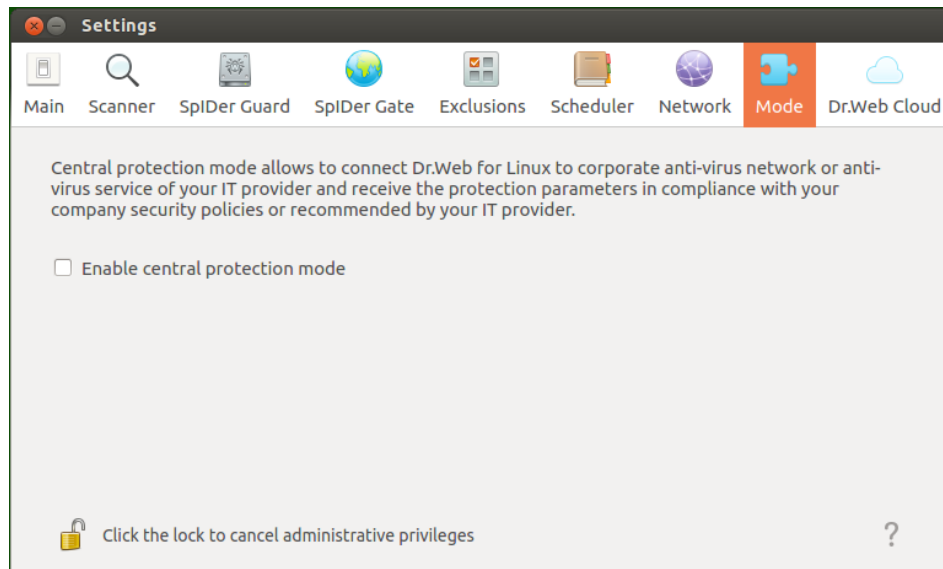 Settings
Main Scanner SpIDer Guard SpIDer Gate Exclusions Scheduler Network Mode Dr.Web Cloud
Central protection mode allows to connect Dr.Web for Linux to corporate anti-virus network or anti-
virus service of your IT provider and receive the protection parameters in compliance with your
company security policies or recommended by your IT provider.
Enable central protection mode
Click the lock to cancel administrative privileges ?